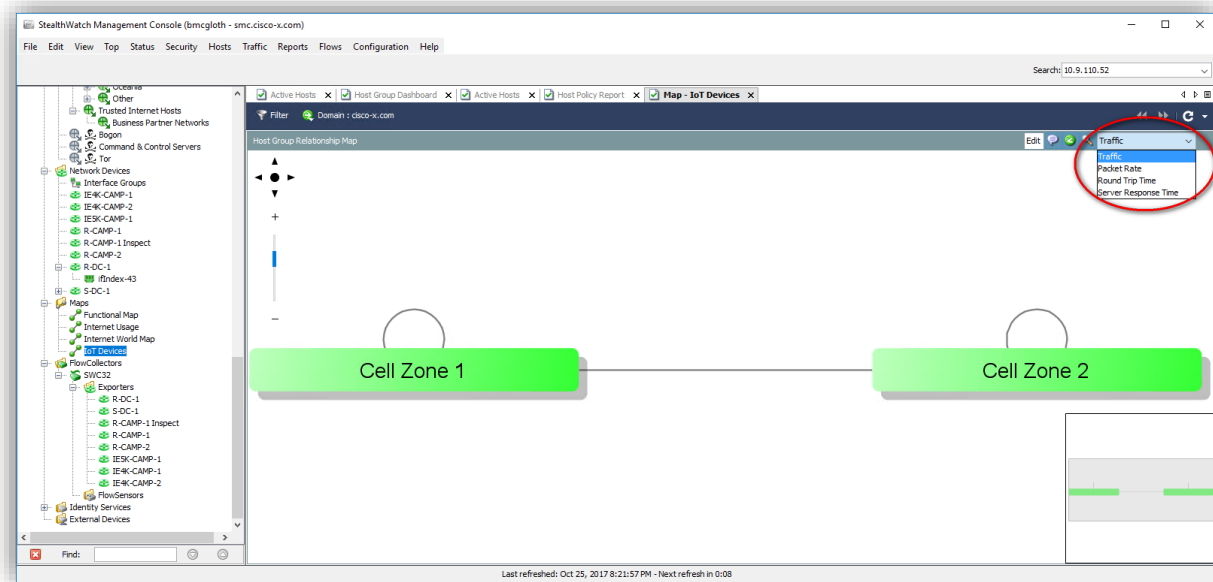 StealthWatch Management Console (bmcgloth - smc.cisco-x.com)
File Edit View Top Status Security Hosts Traffic Reports Flows Configuration Help
Search: 10.9.110.52
Oceania
Other
Trusted Internet Hosts
Business Partner Networks
Bogon
Command & Control Servers
Tor
Network Devices
Interface Groups
IE4K-CAMP-1
IE4K-CAMP-2
IE5K-CAMP-1
R-CAMP-1
R-CAMP-1 Inspect
R-CAMP-2
R-DC-1
ifIndex-43
S-DC-1
Maps
Functional Map
Internet Usage
Internet World Map
IoT Devices
FlowCollectors
SWC32
Exporters
R-DC-1
S-DC-1
R-CAMP-1 Inspect
R-CAMP-1
R-CAMP-2
IE5K-CAMP-1
IE4K-CAMP-1
IE4K-CAMP-2
FlowSensors
Identity Services
External Devices
Find:
Active Hosts Host Group Dashboard Active Hosts Host Policy Report Map - IoT Devices
Filter Domain : cisco-x.com
Host Group Relationship Map
Edit Traffic
Traffic
Packet Rate
Round Trip Time
Server Response Time
Cell Zone 1
Cell Zone 2
Last refreshed: Oct 25, 2017 8:21:57 PM - Next refresh in 0:08